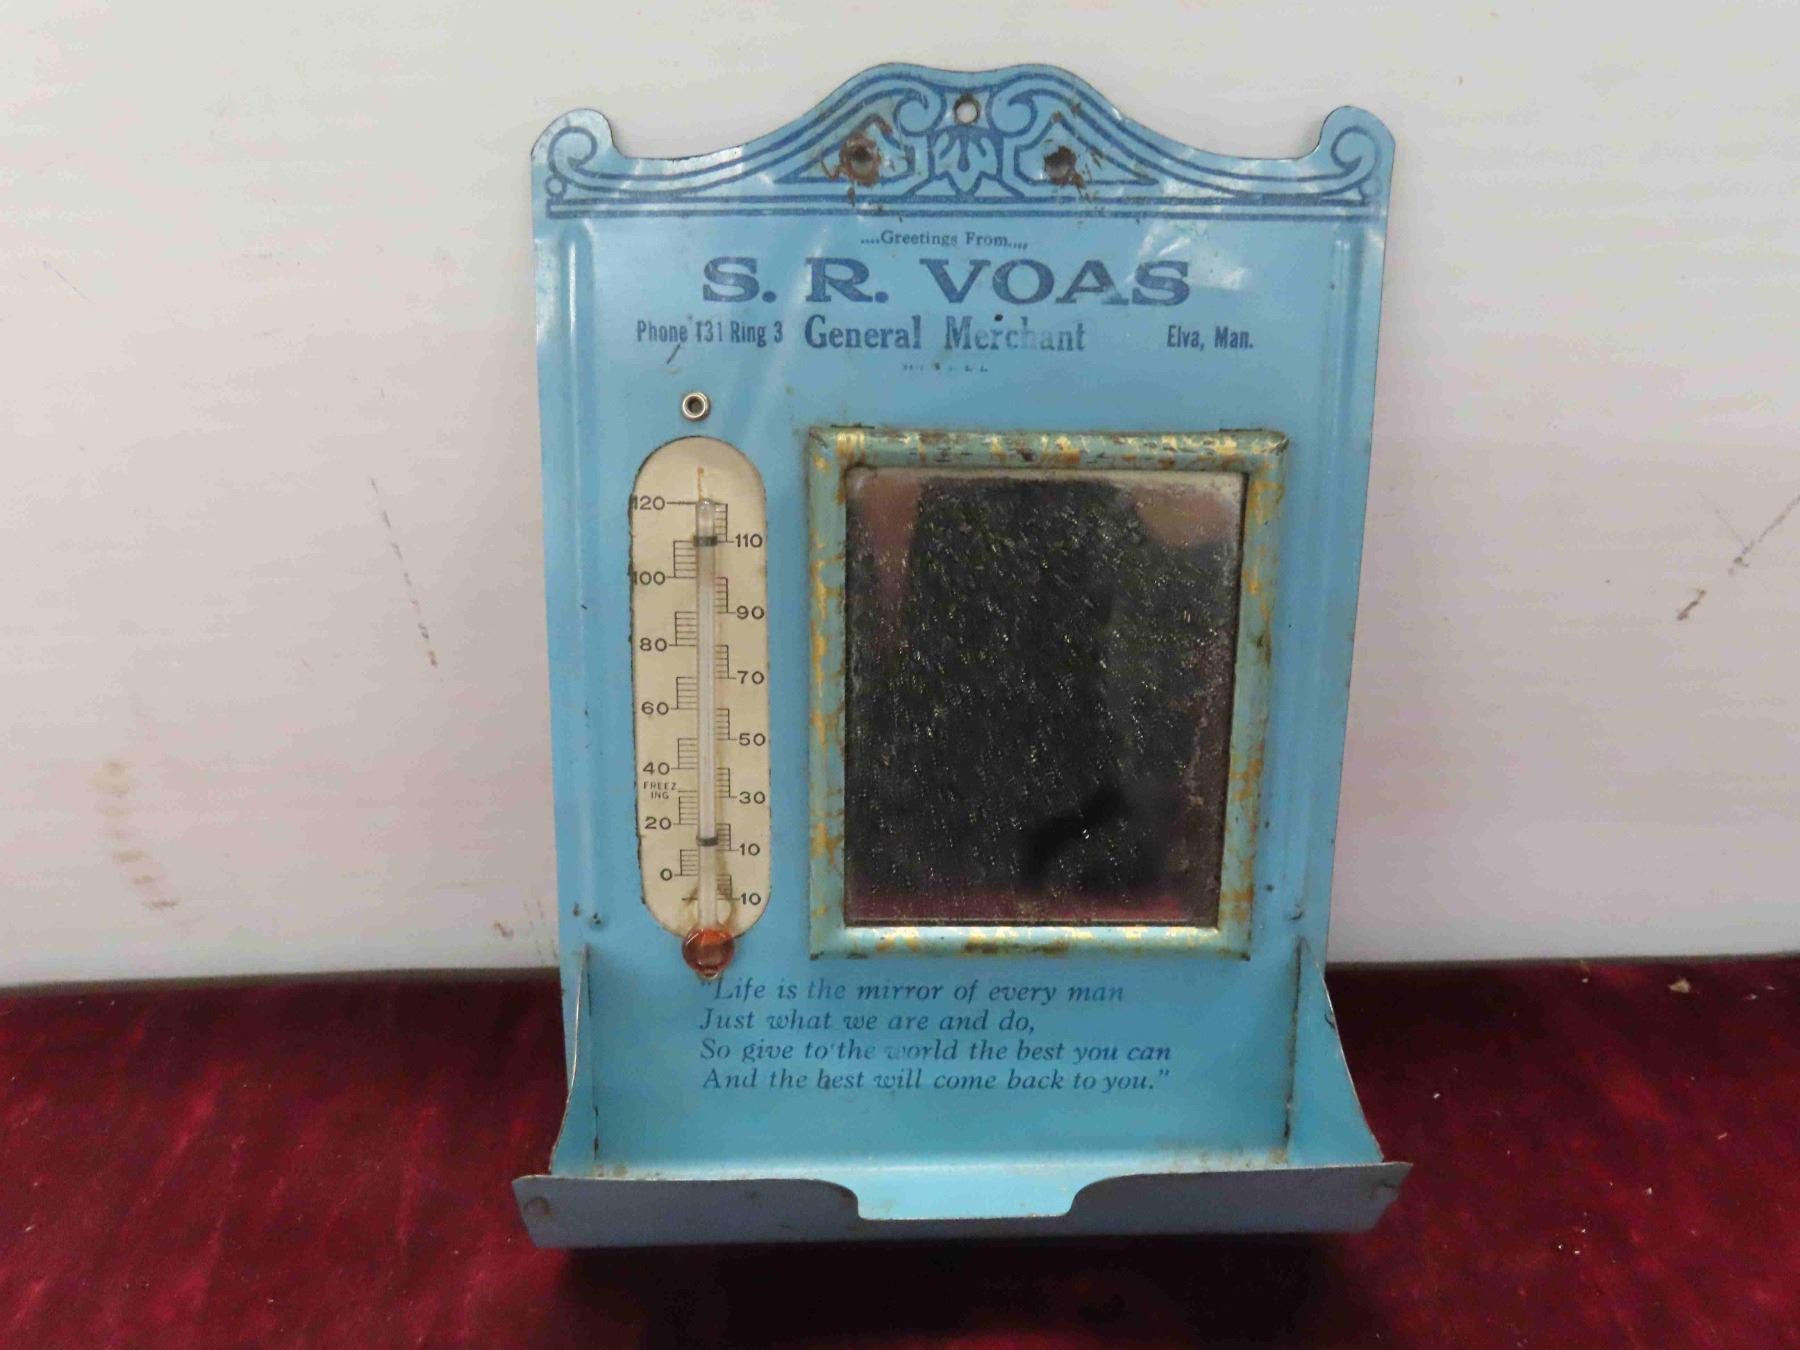 ....Greetings From....
S. R. VOAS
Phone 131 Ring 3 General Merchant Elva, Man.
120
110
100
90
80
70
60
50
40
FREEZ
ING
30
20
10
0
10
"Life is the mirror of every man
Just what we are and do,
So give to the world the best you can
And the best will come back to you."